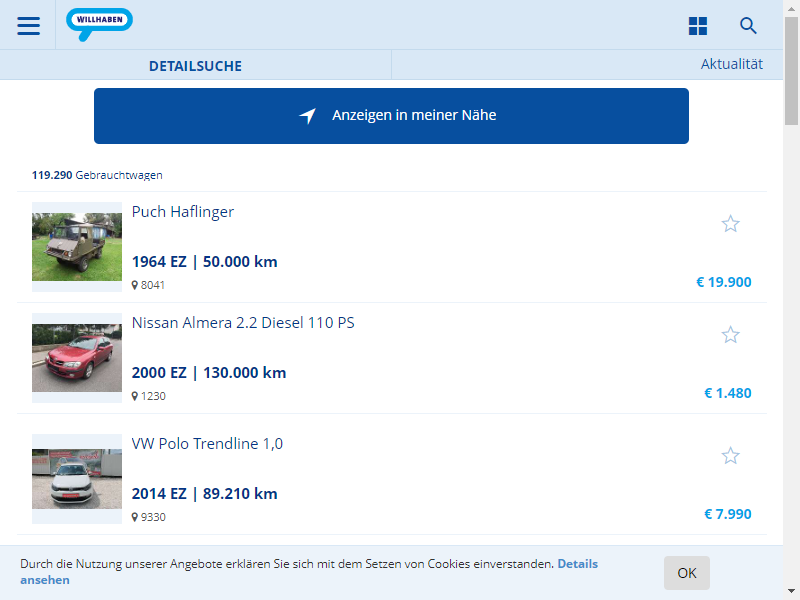 WILLHABEN
DETAILSUCHE
Aktualität
Anzeigen in meiner Nähe
119.290 Gebrauchtwagen
Puch Haflinger
1964 EZ | 50.000 km
8041
€ 19.900
Nissan Almera 2.2 Diesel 110 PS
2000 EZ | 130.000 km
1230
€ 1.480
VW Polo Trendline 1,0
2014 EZ | 89.210 km
9330
€ 7.990
Durch die Nutzung unserer Angebote erklären Sie sich mit dem Setzen von Cookies einverstanden. Details
ansehen
OK